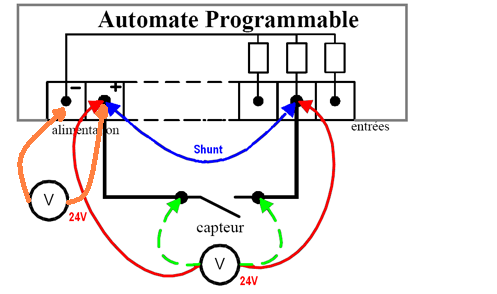 Automate Programmable
- +
alimentation
entrées
Shunt
V
24V
capteur
V
24V